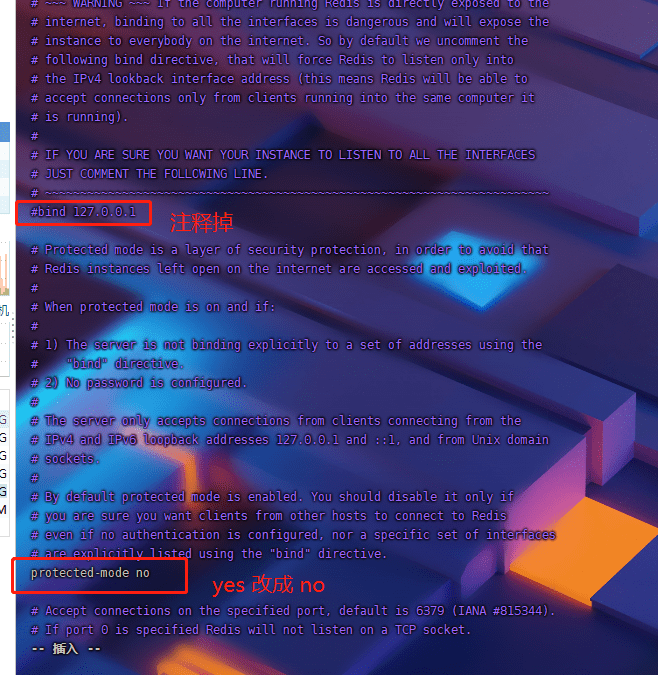 # ~~~ WARNING ~~~ If the computer running Redis is directly exposed to the
# internet, binding to all the interfaces is dangerous and will expose the
# instance to everybody on the internet. So by default we uncomment the
# following bind directive, that will force Redis to listen only into
# the IPv4 lookback interface address (this means Redis will be able to
# accept connections only from clients running into the same computer it
# is running).
#
# IF YOU ARE SURE YOU WANT YOUR INSTANCE TO LISTEN TO ALL THE INTERFACES
# JUST COMMENT THE FOLLOWING LINE.
# ~~~~~~~~~~~~~~~~~~~~~~~~~~~~~~~~~~~~~~~~~~~~~~~~~~~~~~~~~~~~~~~~~~~~~~~~
#bind 127.0.0.1
注释掉
# Protected mode is a layer of security protection, in order to avoid that
# Redis instances left open on the internet are accessed and exploited.
#
# When protected mode is on and if:
#
# 1) The server is not binding explicitly to a set of addresses using the
#    "bind" directive.
# 2) No password is configured.
#
# The server only accepts connections from clients connecting from the
# IPv4 and IPv6 loopback addresses 127.0.0.1 and ::1, and from Unix domain
# sockets.
#
# By default protected mode is enabled. You should disable it only if
# you are sure you want clients from other hosts to connect to Redis
# even if no authentication is configured, nor a specific set of interfaces
# are explicitly listed using the "bind" directive.
protected-mode no
yes 改成 no
# Accept connections on the specified port, default is 6379 (IANA #815344).
# If port 0 is specified Redis will not listen on a TCP socket.
-- 插入 --
机
G
G
G
G
G
M